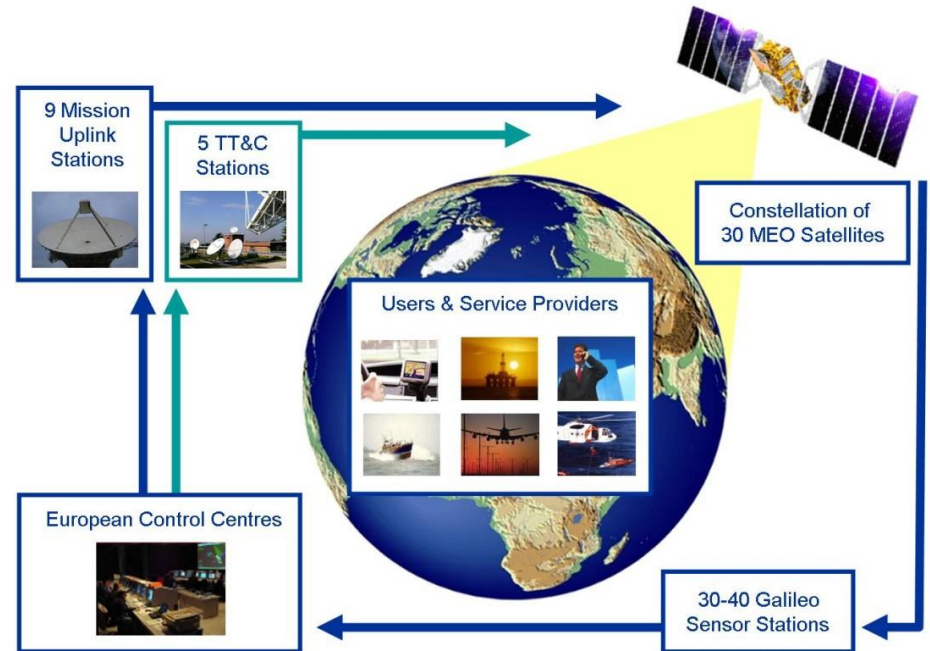 9 Mission
Uplink
Stations
5 TT&C
Stations
Constellation of
30 MEO Satellites
Users & Service Providers
European Control Centres
30-40 Galileo
Sensor Stations